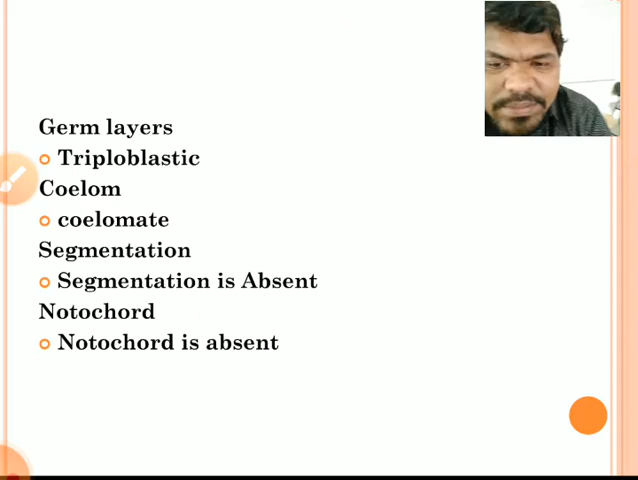 Germ layers
Triploblastic
Coelom
coelomate
Segmentation
Segmentation is Absent
Notochord
Notochord is absent